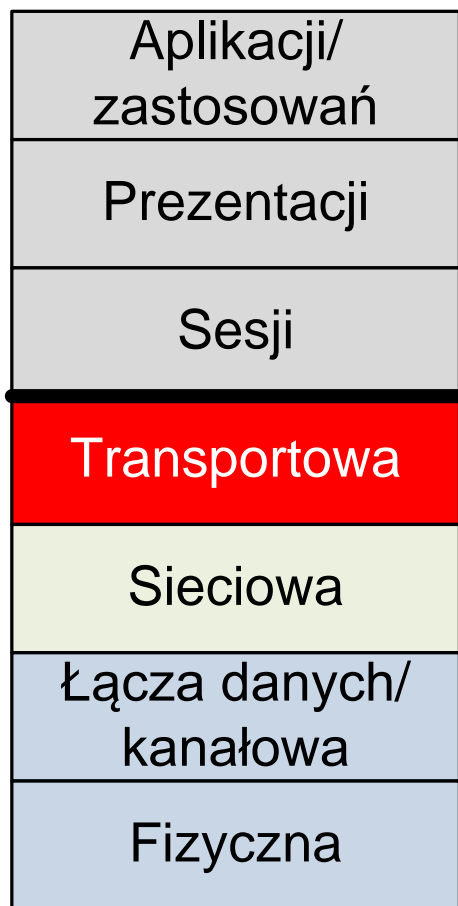 Aplikacji/
zastosowań
Prezentacji
Sesji
Transportowa
Sieciowa
Łącza danych/
kanałowa
Fizyczna